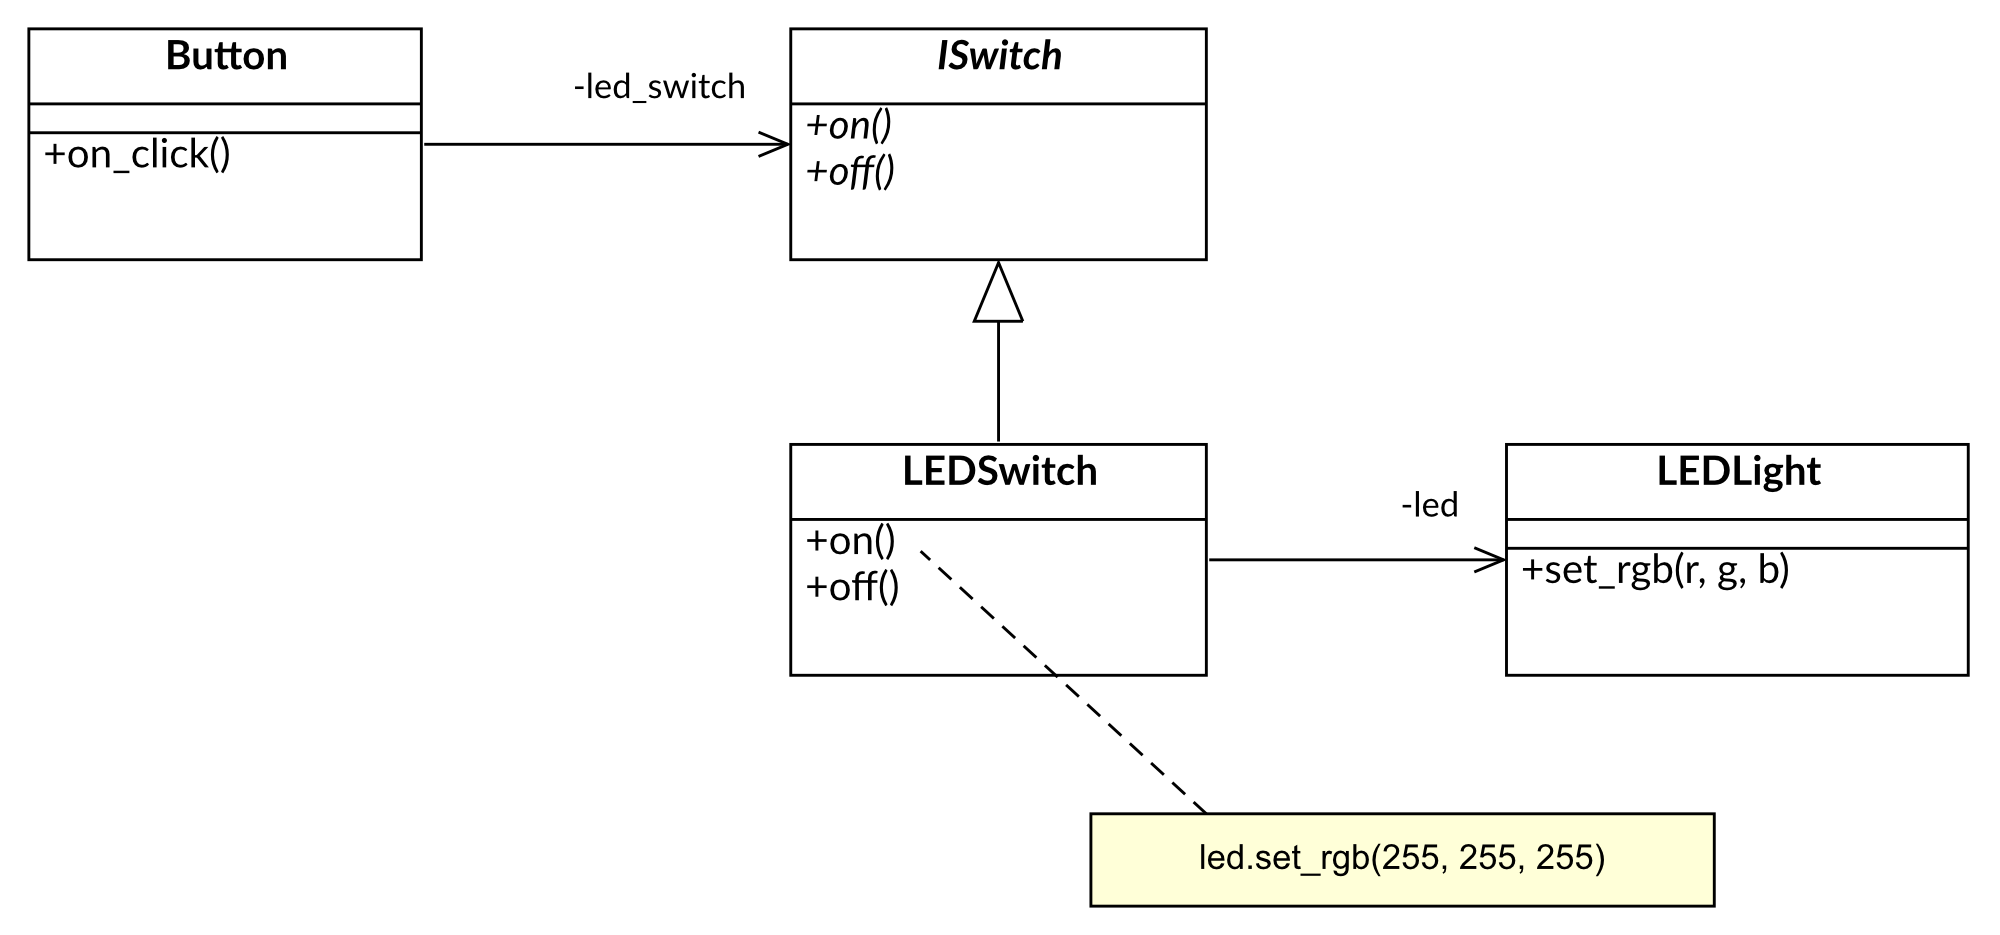 Button
+on_click()
-led_switch
ISwitch
+on()
+off()
LEDSwitch
+on()
+off()
-led
LEDLight
+set_rgb(r, g, b)
led.set_rgb(255, 255, 255)